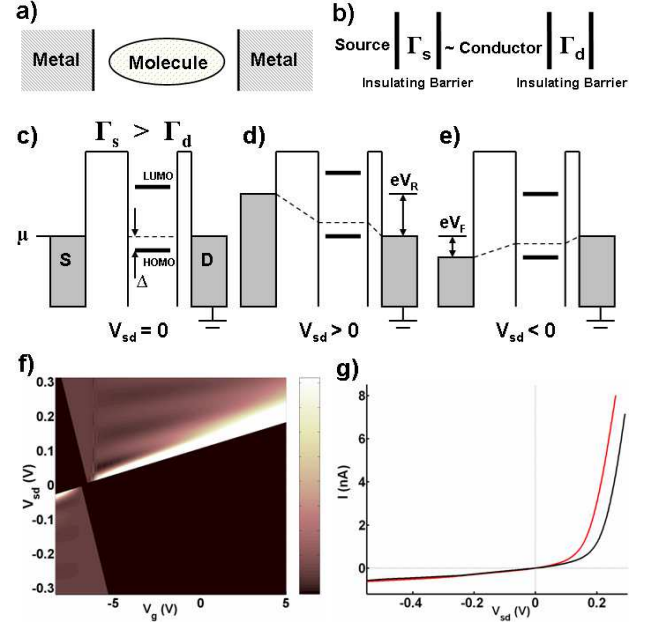 a)
Metal
Molecule
Metal
b)
Source
Γs
~ Conductor
Γd
Insulating Barrier
Insulating Barrier
c)
Γs > Γd
LUMO
μ
S
HOMO
Δ
D
Vsd = 0
d)
eVR
Vsd > 0
e)
eVF
Vsd < 0
f)
0.3
0.2
0.1
0
-0.1
-0.2
-0.3
Vsd (V)
-5
0
5
Vg (V)
g)
8
6
4
2
0
I (nA)
-0.4
-0.2
0
0.2
Vsd (V)